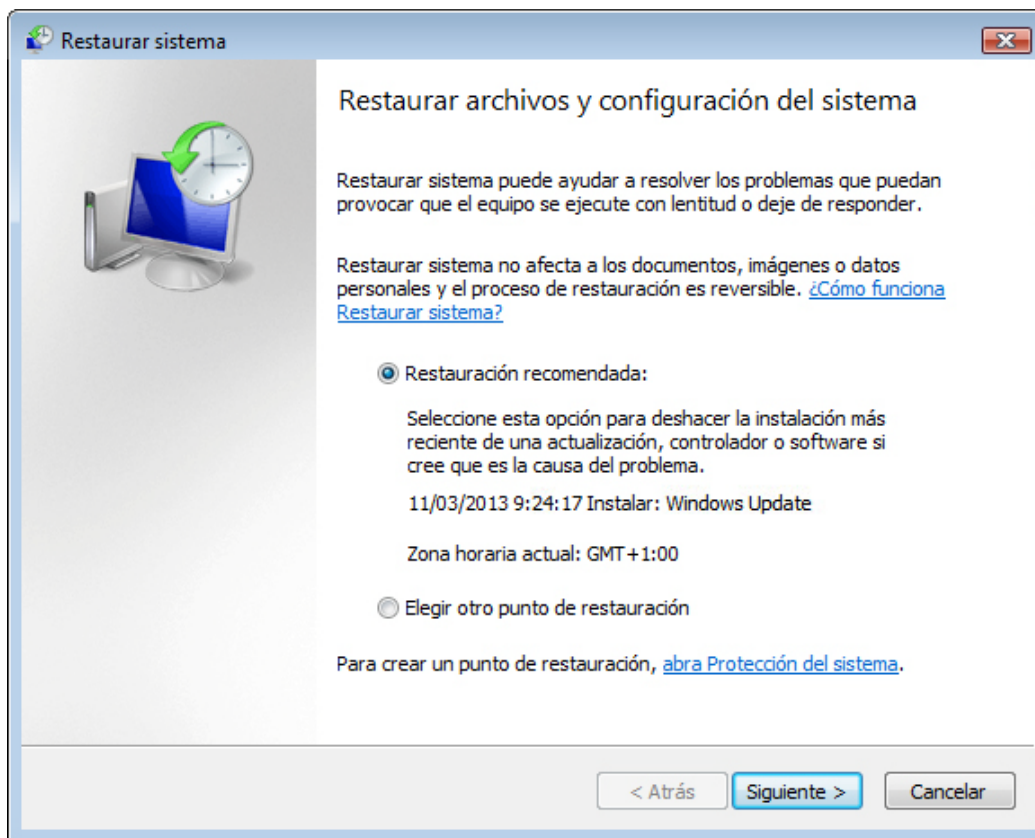 Restaurar sistema
Restaurar archivos y configuración del sistema
Restaurar sistema puede ayudar a resolver los problemas que puedan
provocar que el equipo se ejecute con lentitud o deje de responder.
Restaurar sistema no afecta a los documentos, imágenes o datos
personales y el proceso de restauración es reversible. ¿Cómo funciona
Restaurar sistema?
Restauración recomendada:
Seleccione esta opción para deshacer la instalación más
reciente de una actualización, controlador o software si
cree que es la causa del problema.
11/03/2013 9:24:17 Instalar: Windows Update
Zona horaria actual: GMT+1:00
Elegir otro punto de restauración
Para crear un punto de restauración, abra Protección del sistema.
< Atrás Siguiente > Cancelar